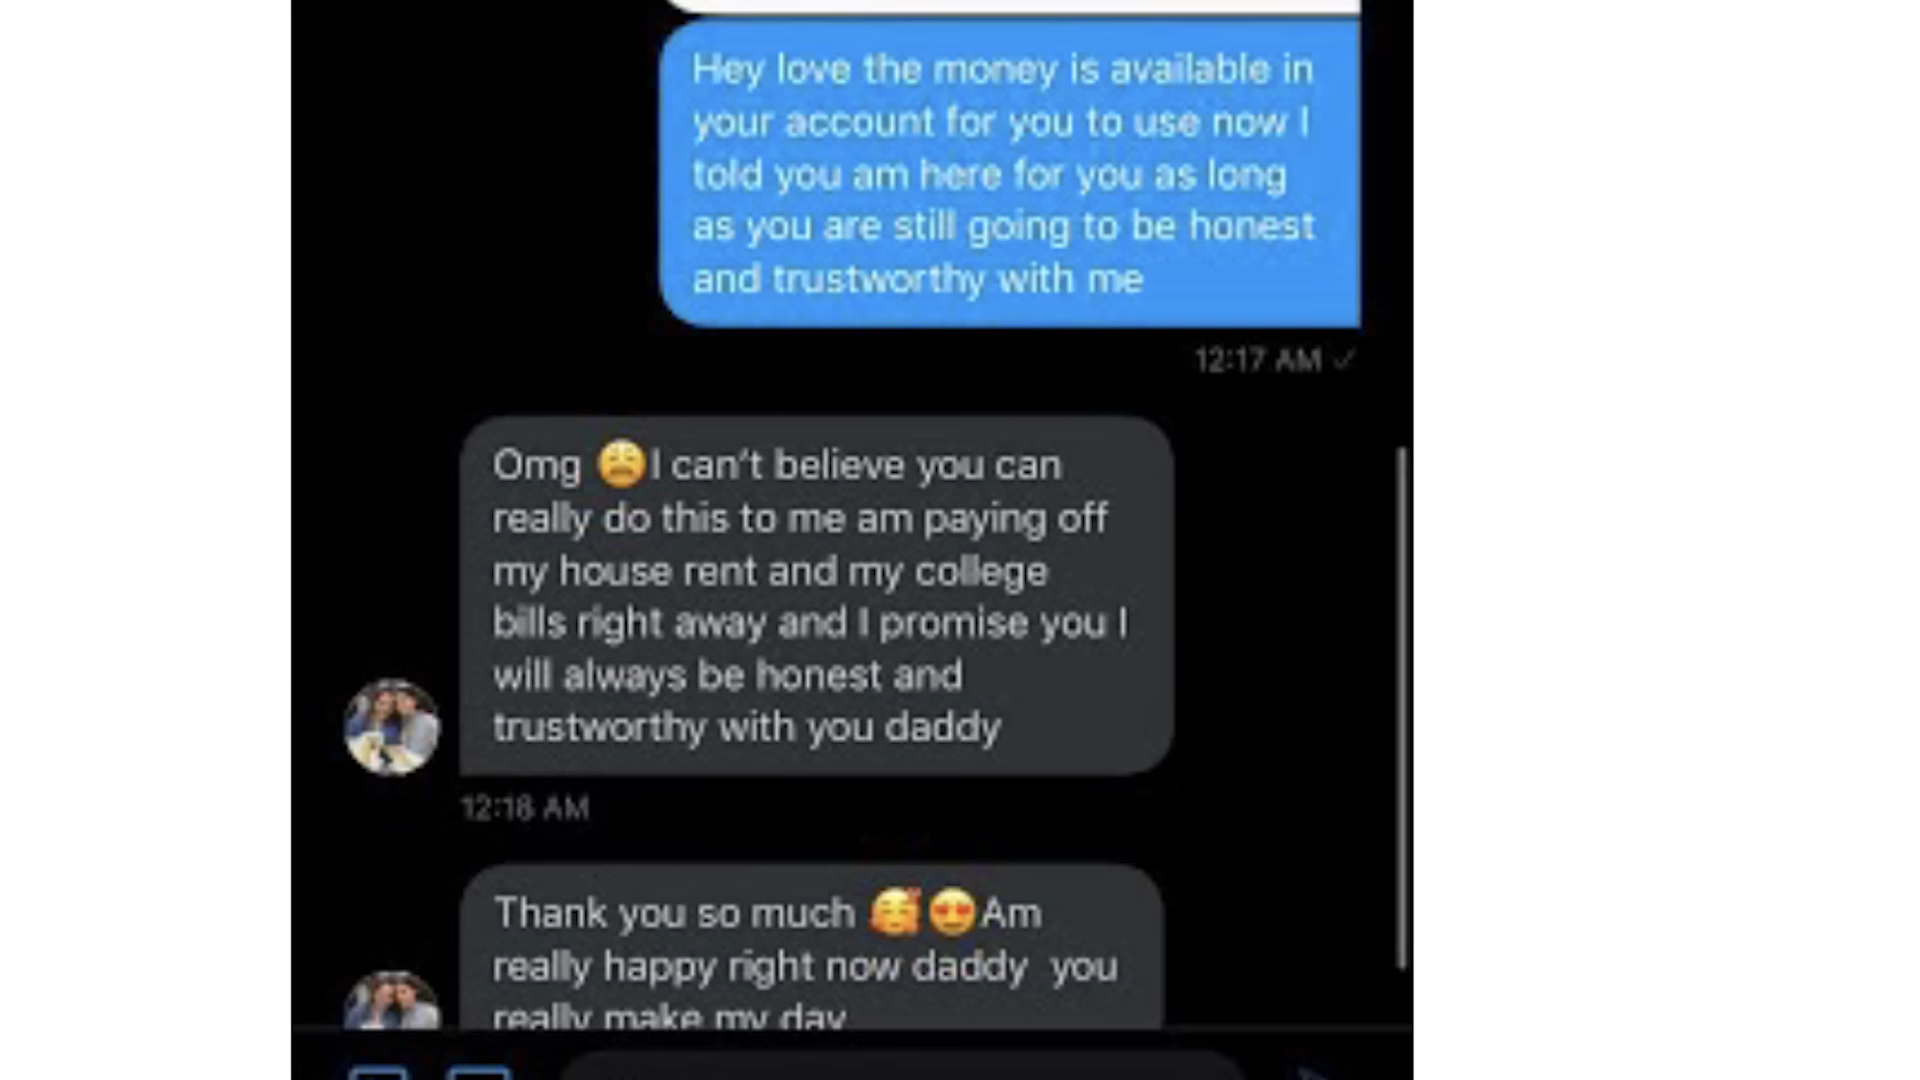 Hey love the money is available in
your account for you to use now I
told you am here for you as long
as you are still going to be honest
and trustworthy with me
12:17 AM ✓
Omg 😩I can't believe you can
really do this to me am paying off
my house rent and my college
bills right away and I promise you I
will always be honest and
trustworthy with you daddy
12:18 AM
Thank you so much 🥰😍Am
really happy right now daddy  you
really make my day